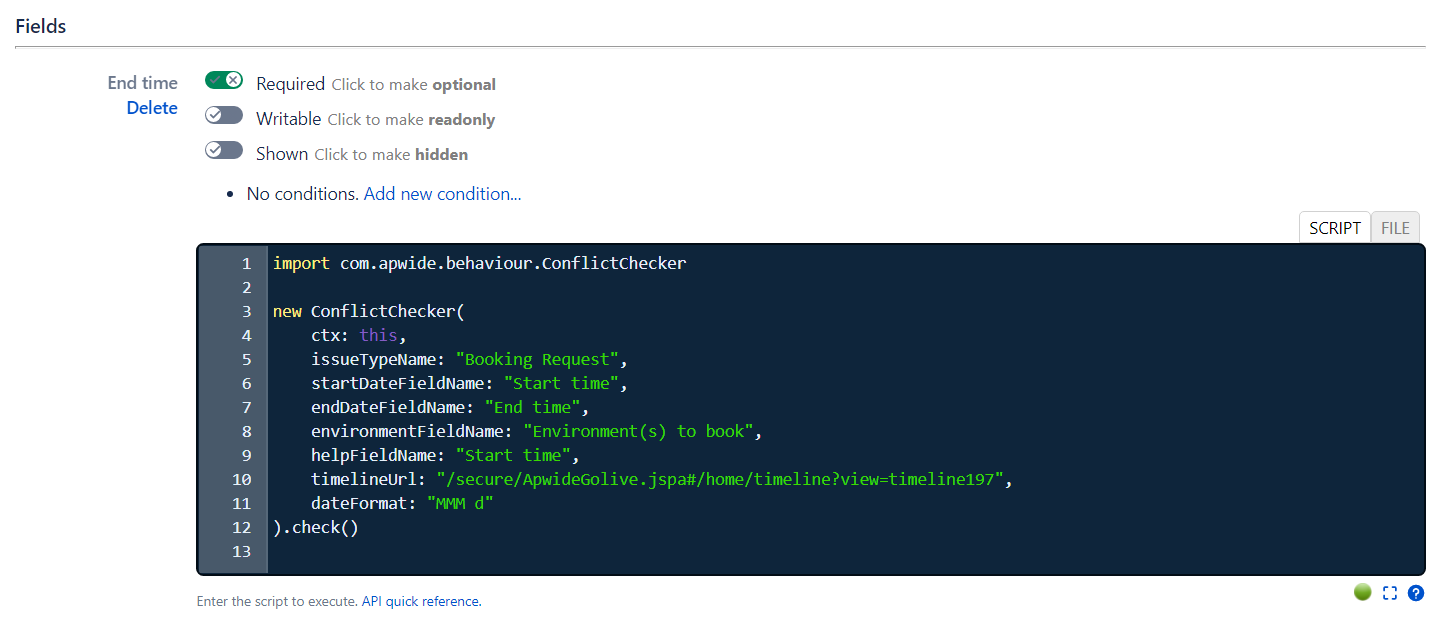 Fields
End time
Delete
Required Click to make optional
Writable Click to make readonly
Shown Click to make hidden
• No conditions. Add new condition...
SCRIPT FILE
1 import com.apwide.behaviour.ConflictChecker
2
3 new ConflictChecker(
4     ctx: this,
5     issueTypeName: "Booking Request",
6     startDateFieldName: "Start time",
7     endDateFieldName: "End time",
8     environmentFieldName: "Environment(s) to book",
9     helpFieldName: "Start time",
10     timelineUrl: "/secure/ApwideGolive.jspa#/home/timeline?view=timeline197",
11     dateFormat: "MMM d"
12 ).check()
13
Enter the script to execute. API quick reference.
?